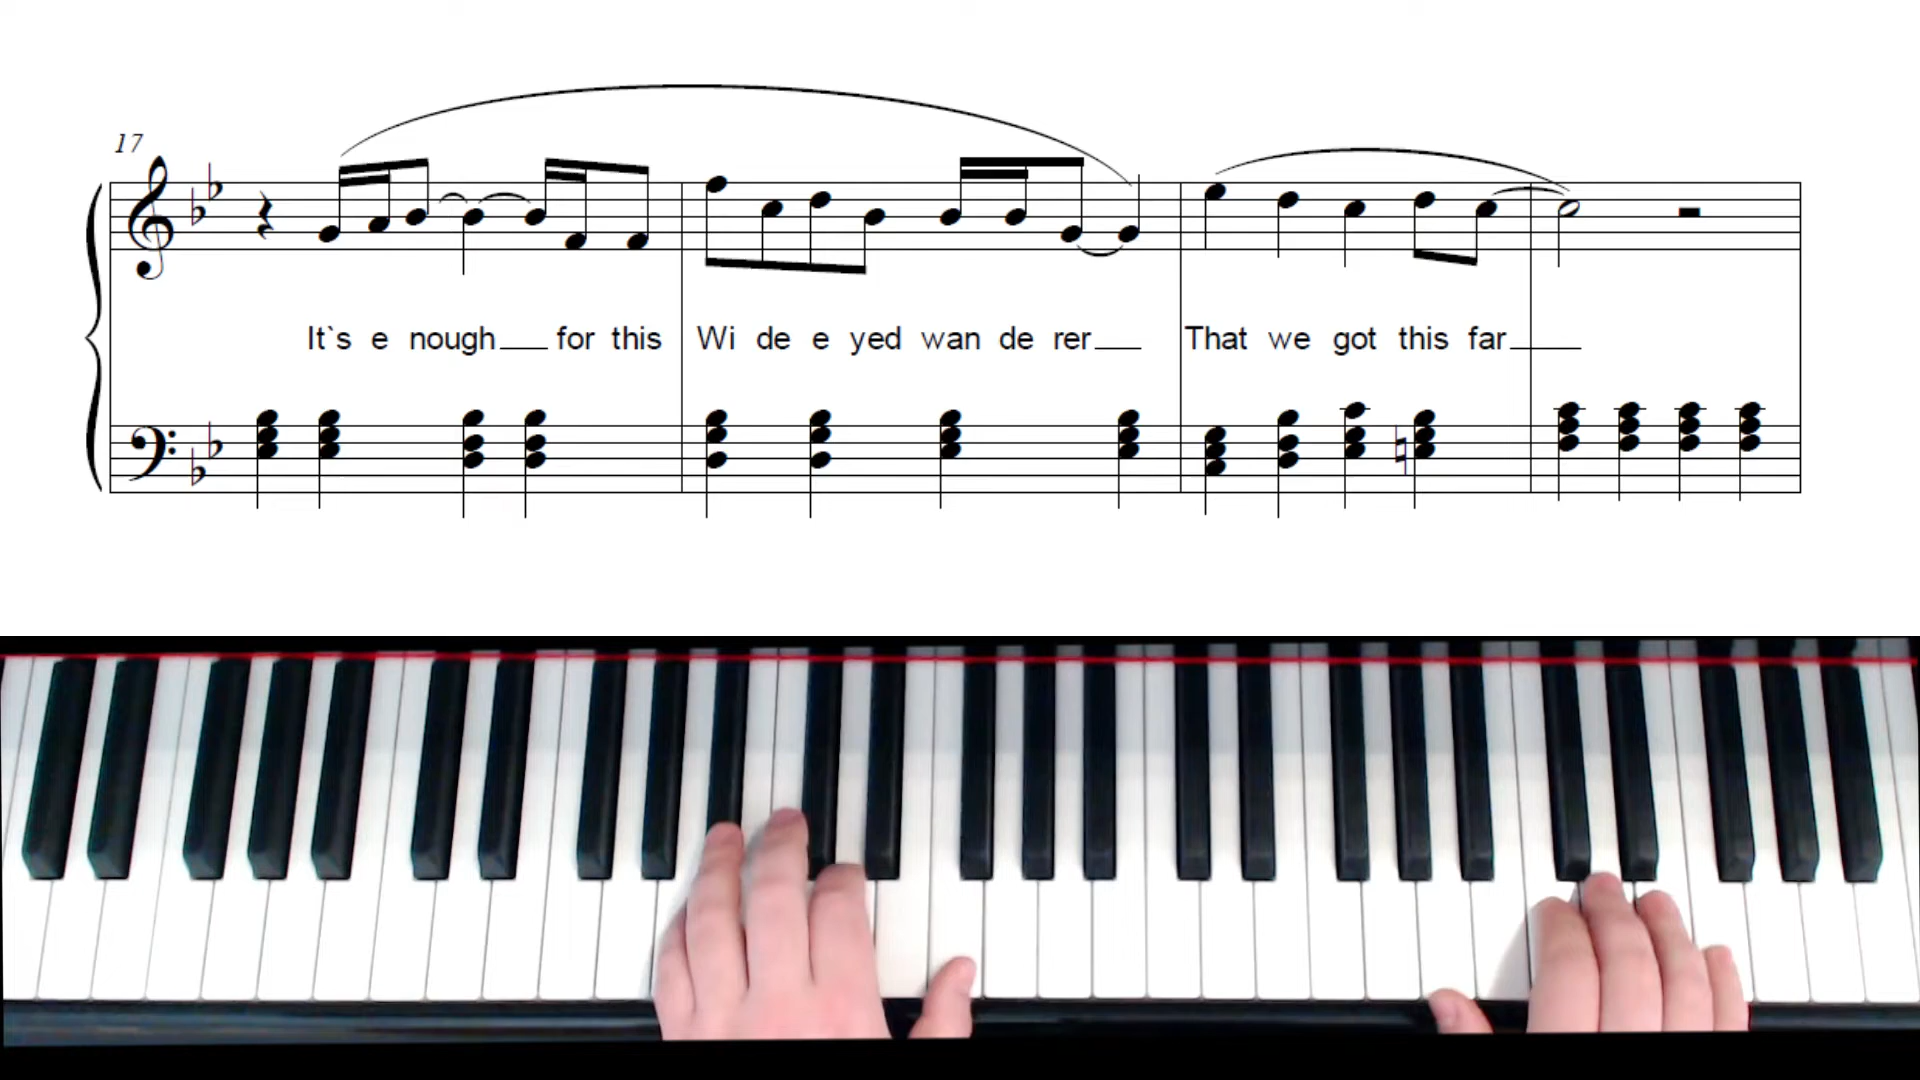 17
It`s e nough for this Wi de e yed wan de rer That we got this far